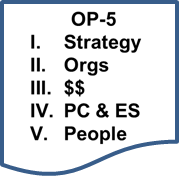 OP-5
I. Strategy
II. Orgs
III. $$
IV. PC & ES
V. People